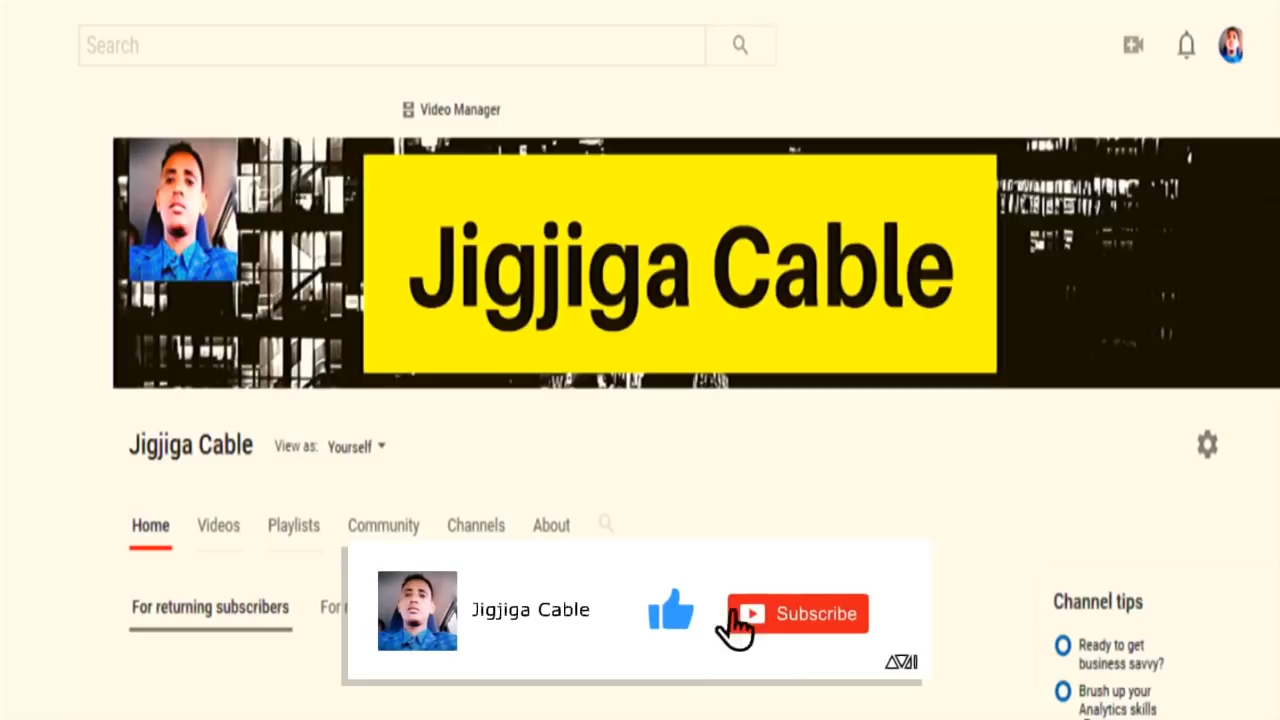 Search
Video Manager
Jigjiga Cable
Jigjiga Cable View as: Yourself
Home Videos Playlists Community Channels About
For returning subscribers For
Jigjiga Cable
Subscribe
Channel tips
Ready to get
business savvy?
Brush up your
Analytics skills